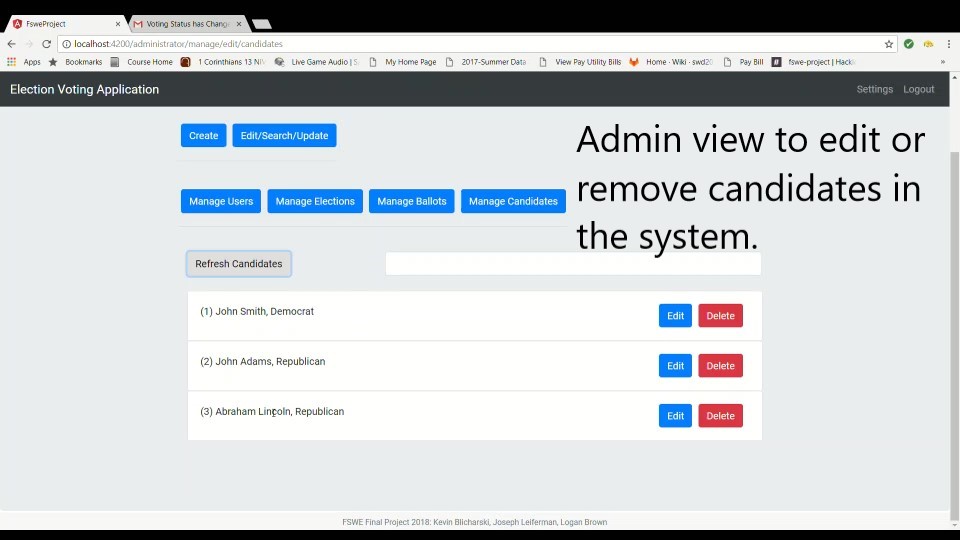 FsweProject
Voting Status has Chang
localhost:4200/administrator/manage/edit/candidates
Apps Bookmarks Course Home 1 Corinthians 13 NIV Live Game Audio | S My Home Page 2017-Summer Data View Pay Utility Bills Home · Wiki · swd20 Pay Bill fswe-project | Hack
Election Voting Application
Settings Logout
Create Edit/Search/Update
Admin view to edit or
remove candidates in
the system.
Manage Users Manage Elections Manage Ballots Manage Candidates
Refresh Candidates
(1) John Smith, Democrat
Edit Delete
(2) John Adams, Republican
Edit Delete
(3) Abraham Lincoln, Republican
Edit Delete
FSWE Final Project 2018: Kevin Blicharski, Joseph Leiferman, Logan Brown